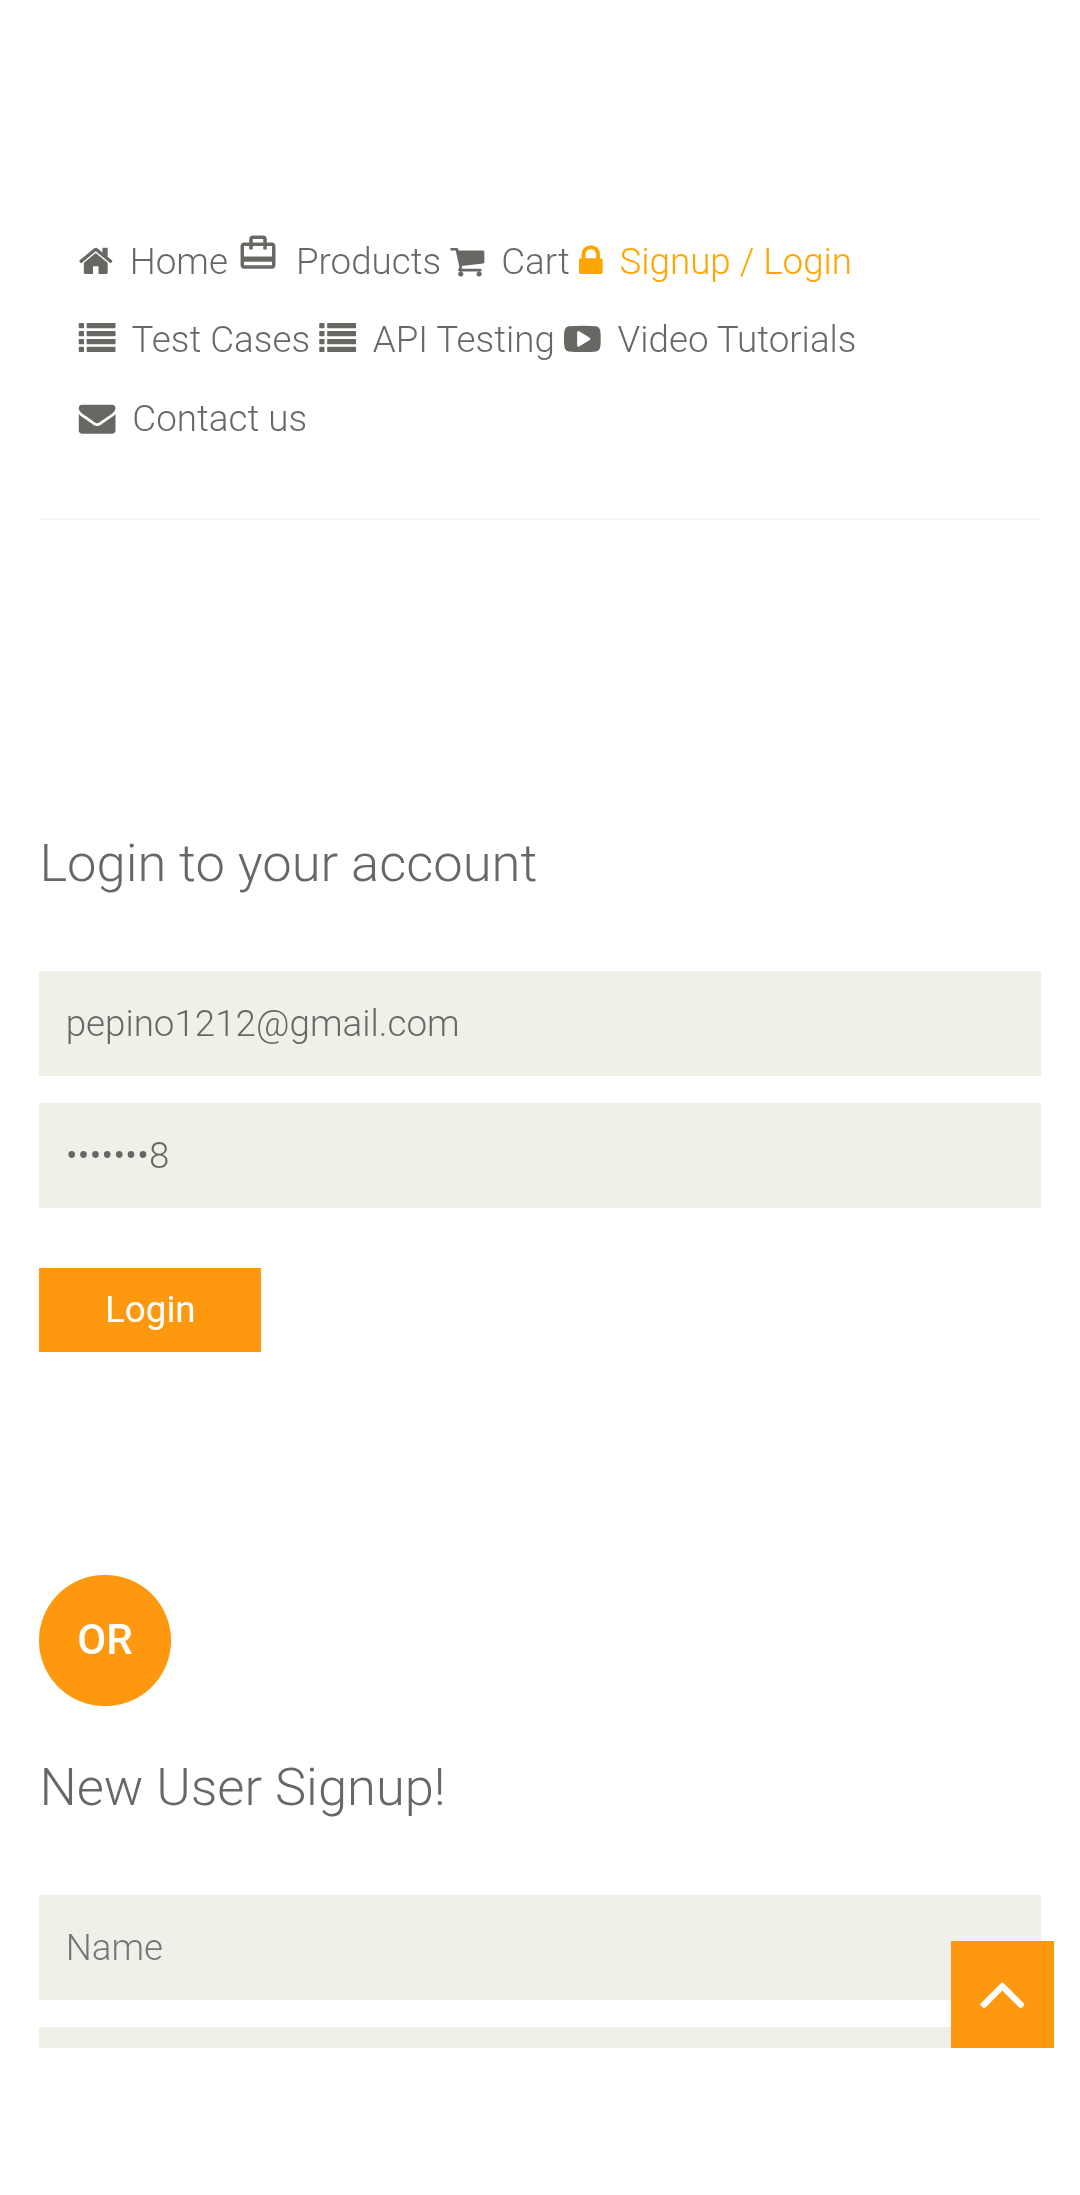 Home Products Cart Signup / Login
Test Cases API Testing Video Tutorials
Contact us
Login to your account
pepino1212@gmail.com
•••••••8
Login
OR
New User Signup!
Name